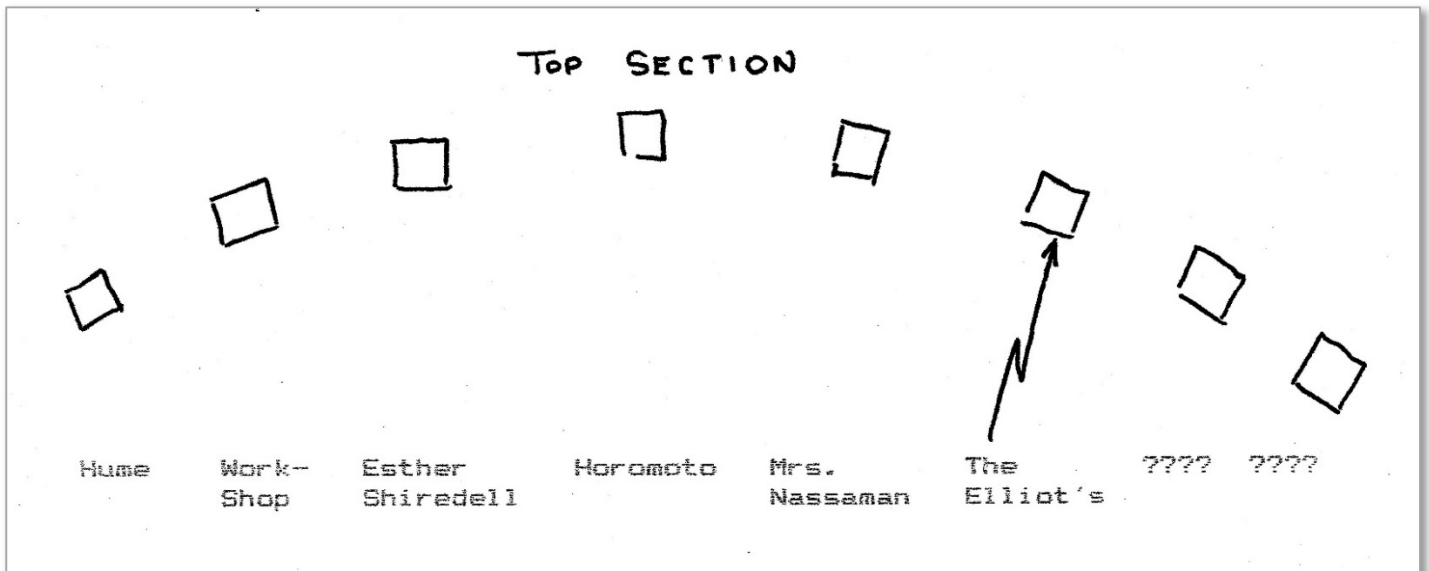 TOP SECTION
Hume Work- Esther Horomoto Mrs. The ???? ????
Shop Shiredell Nassaman Elliot's